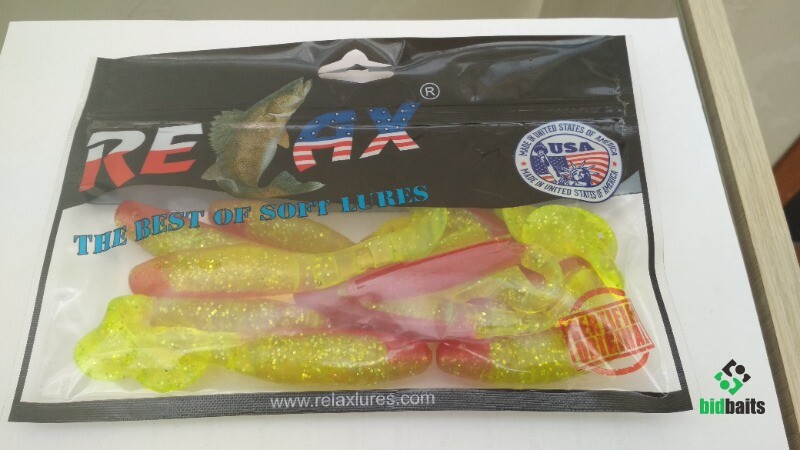 RELAX®
MADE IN UNITED STATES OF AMERICA
USA
MADE IN UNITED STATES OF AMERICA
THE BEST OF SOFT LURES
www.relaxlures.com
bidbaits